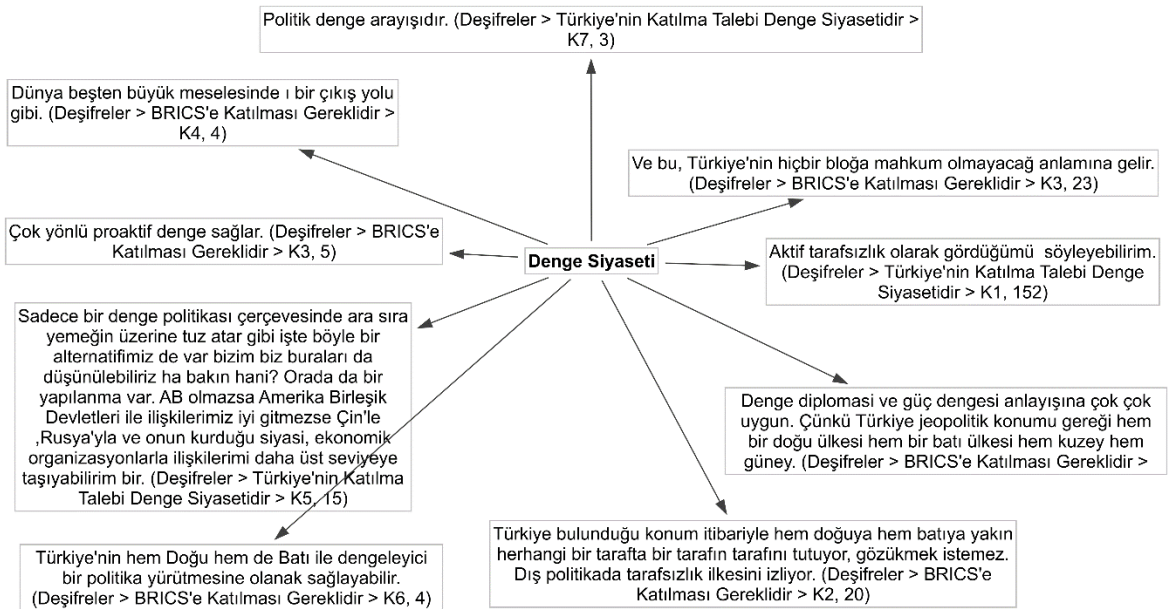 Politik denge arayışıdır. (Deşifreler > Türkiye'nin Katılma Talebi Denge Siyasetidir >
K7, 3)
Dünya beşten büyük meselesinde ı bir çıkış yolu
gibi. (Deşifreler > BRICS'e Katılması Gereklidir >
K4, 4)
Ve bu, Türkiye'nin hiçbir bloğa mahkum olmayacağ anlamına gelir.
(Deşifreler > BRICS'e Katılması Gereklidir > K3, 23)
Çok yönlü proaktif denge sağlar. (Deşifreler > BRICS'e
Katılması Gereklidir > K3, 5)
Denge Siyaseti
Aktif tarafsızlık olarak gördüğümü söyleyebilirim.
(Deşifreler > Türkiye'nin Katılma Talebi Denge
Siyasetidir > K1, 152)
Sadece bir denge politikası çerçevesinde ara sıra
yemeğin üzerine tuz atar gibi işte böyle bir
alternatifimiz de var bizim biz buraları da
düşünülebiliriz ha bakın hani? Orada da bir
yapılanma var. AB olmazsa Amerika Birleşik
Devletleri ile ilişkilerimiz iyi gitmezse Çin'le
,Rusya'yla ve onun kurduğu siyasi, ekonomik
organizasyonlarla ilişkilerimi daha üst seviyeye
taşıyabilirim bir. (Deşifreler > Türkiye'nin Katılma
Talebi Denge Siyasetidir > K5, 15)
Denge diplomasi ve güç dengesi anlayışına çok çok
uygun. Çünkü Türkiye jeopolitik konumu gereği hem
bir doğu ülkesi hem bir batı ülkesi hem kuzey hem
güney. (Deşifreler > BRICS'e Katılması Gereklidir >
Türkiye'nin hem Doğu hem de Batı ile dengeleyici
bir politika yürütmesine olanak sağlayabilir.
(Deşifreler > BRICS'e Katılması Gereklidir > K6, 4)
Türkiye bulunduğu konum itibariyle hem doğuya hem batıya yakın
herhangi bir tarafta bir tarafın tarafını tutuyor, gözükmek istemez.
Dış politikada tarafsızlık ilkesini izliyor. (Deşifreler > BRICS'e
Katılması Gereklidir > K2, 20)